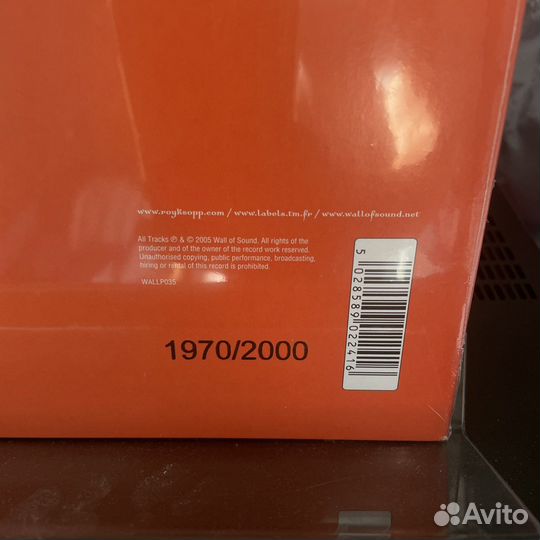 www.royksopp.com / www.labels.tm.fr / www.wallofsound.net
All Tracks ℗ & © 2005 Wall of Sound. All rights of the
producer and of the owner of the record work reserved.
Unauthorised copying, public performance, broadcasting,
hiring or rental of this record is prohibited.
WALLP035
1970/2000
5 028589 022416
Avito